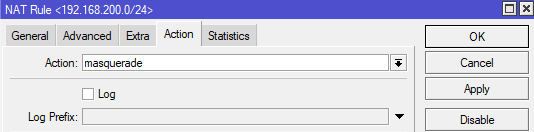 NAT Rule <192.168.200.0/24>
General Advanced Extra Action Statistics
OK
Action: masquerade
Cancel
Log
Apply
Log Prefix:
Disable